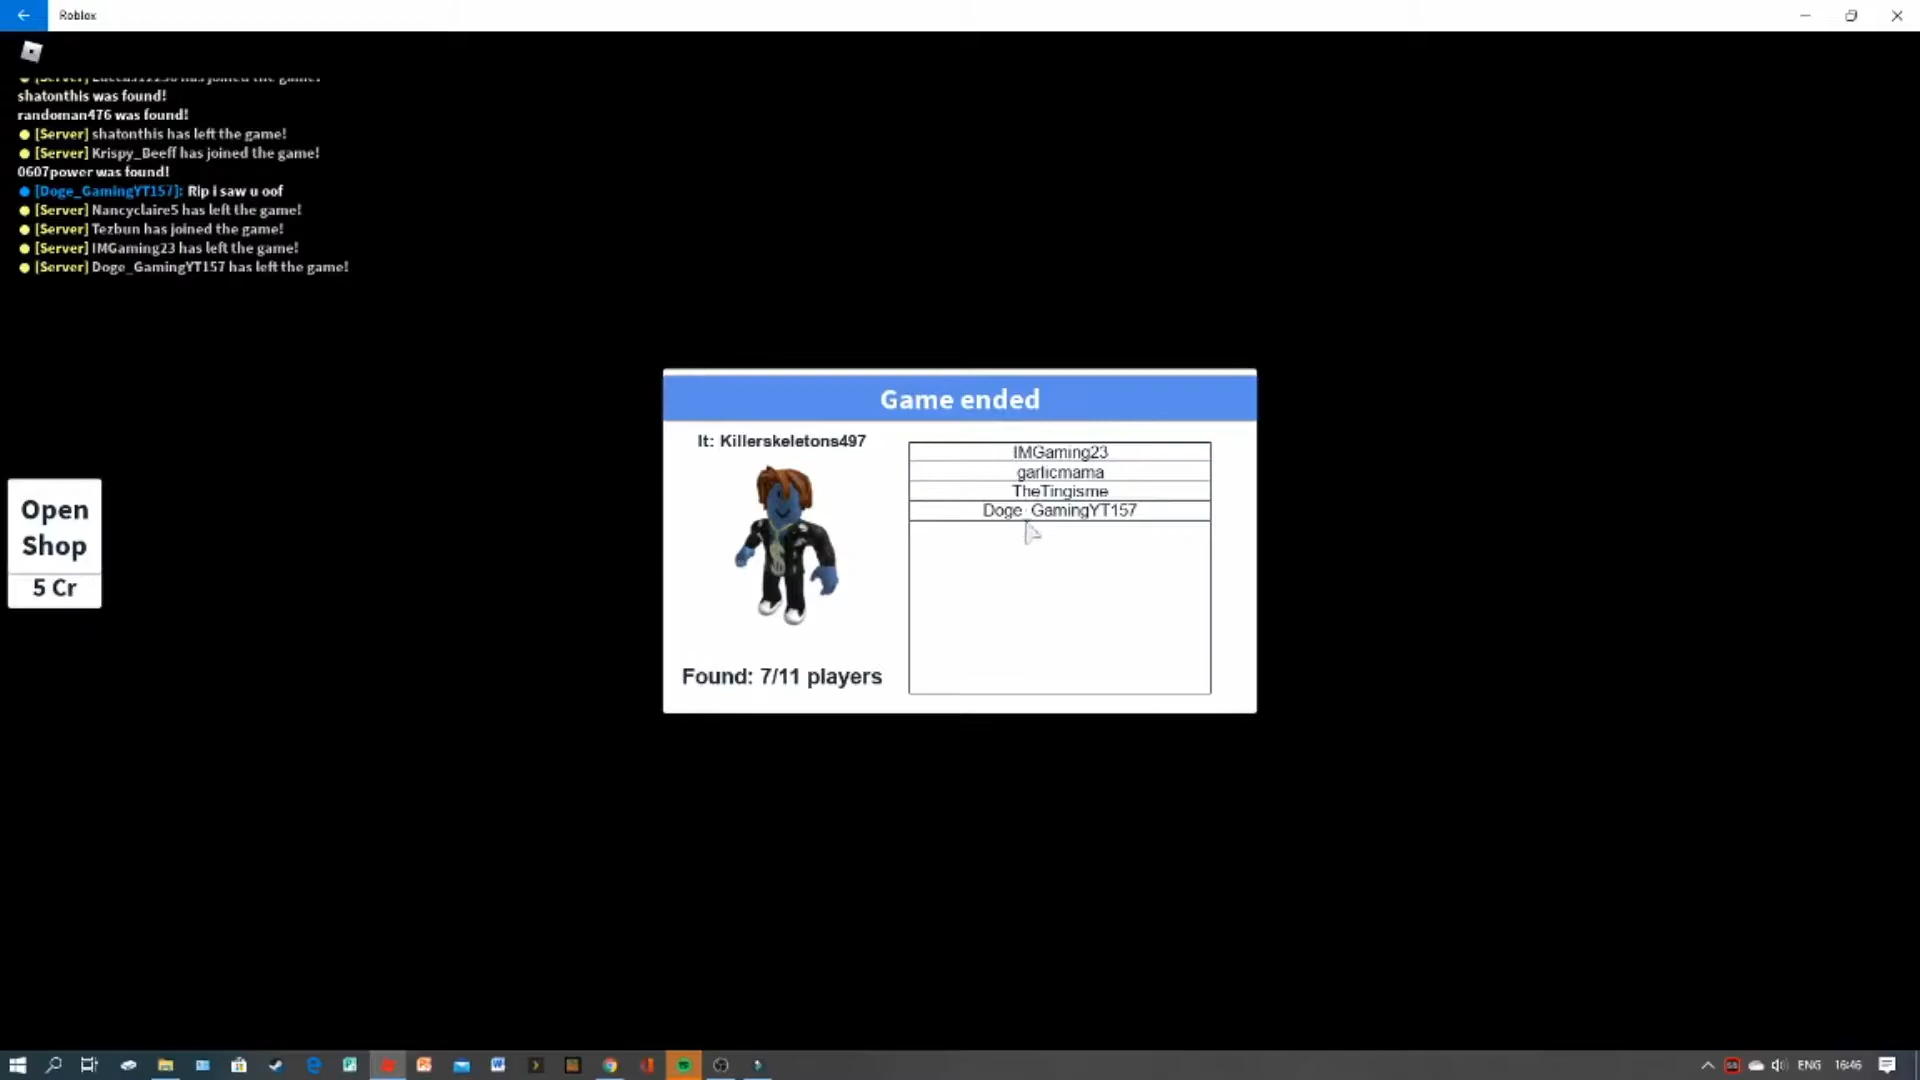 Roblox
shatonthis was found!
randoman476 was found!
[Server] shatonthis has left the game!
[Server] Krispy_Beeff has joined the game!
0607power was found!
[Doge_GamingYT157]: Rip i saw u oof
[Server] Nancyclaire5 has left the game!
[Server] Tezbun has joined the game!
[Server] IMGaming23 has left the game!
[Server] Doge_GamingYT157 has left the game!
Game ended
It: Killerskeletons497
IMGaming23
garlicmama
TheTingisme
Doge_GamingYT157
Found: 7/11 players
Open
Shop
5 Cr
ENG
16:46